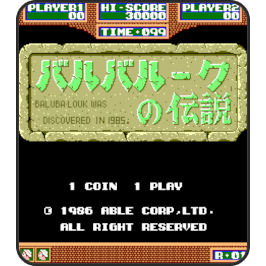 PLAYER1 HI-SCORE PLAYER2
00 30000 00
TIME·099
バルバルークの伝説
BALUBA-LOUK WAS
DISCOVERED IN 1985.
1 COIN 1 PLAY
© 1986 ABLE CORP,LTD.
ALL RIGHT RESERVED
R·01